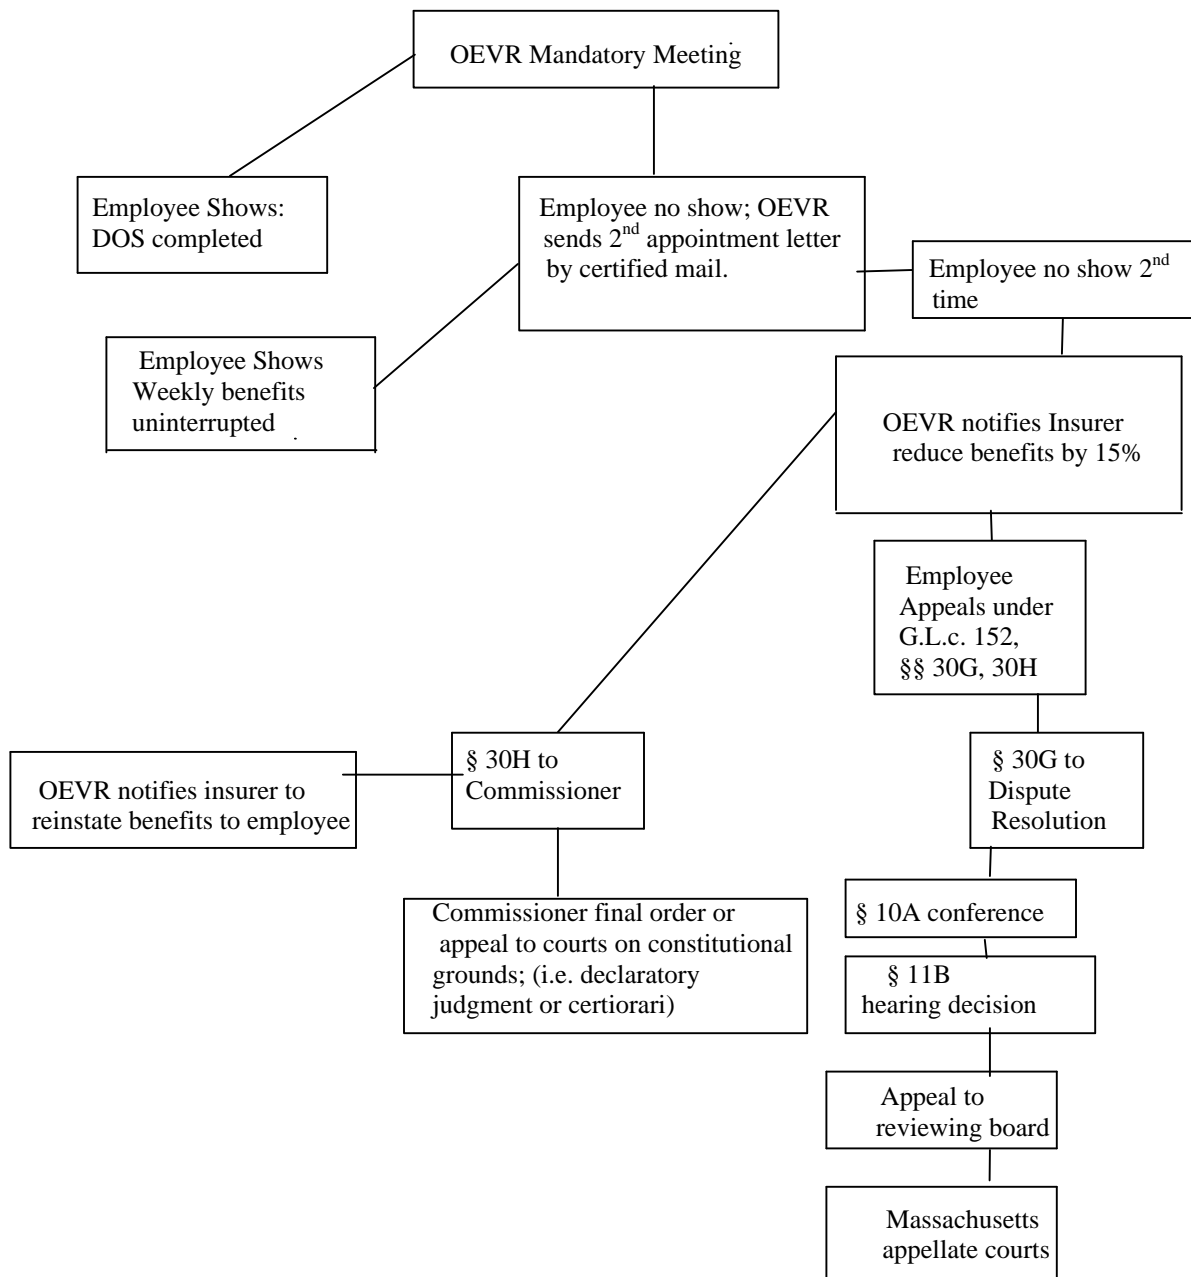 OEVR Mandatory Meeting
Employee Shows:
DOS completed
Employee no show; OEVR
sends 2nd appointment letter
by certified mail.
Employee no show 2nd
time
Employee Shows
Weekly benefits
uninterrupted
OEVR notifies Insurer
reduce benefits by 15%
Employee
Appeals under
G.L.c. 152,
§§ 30G, 30H
OEVR notifies insurer to
reinstate benefits to employee
§ 30H to
Commissioner
§ 30G to
Dispute
Resolution
Commissioner final order or
appeal to courts on constitutional
grounds; (i.e. declaratory
judgment or certiorari)
§ 10A conference
§ 11B
hearing decision
Appeal to
reviewing board
Massachusetts
appellate courts